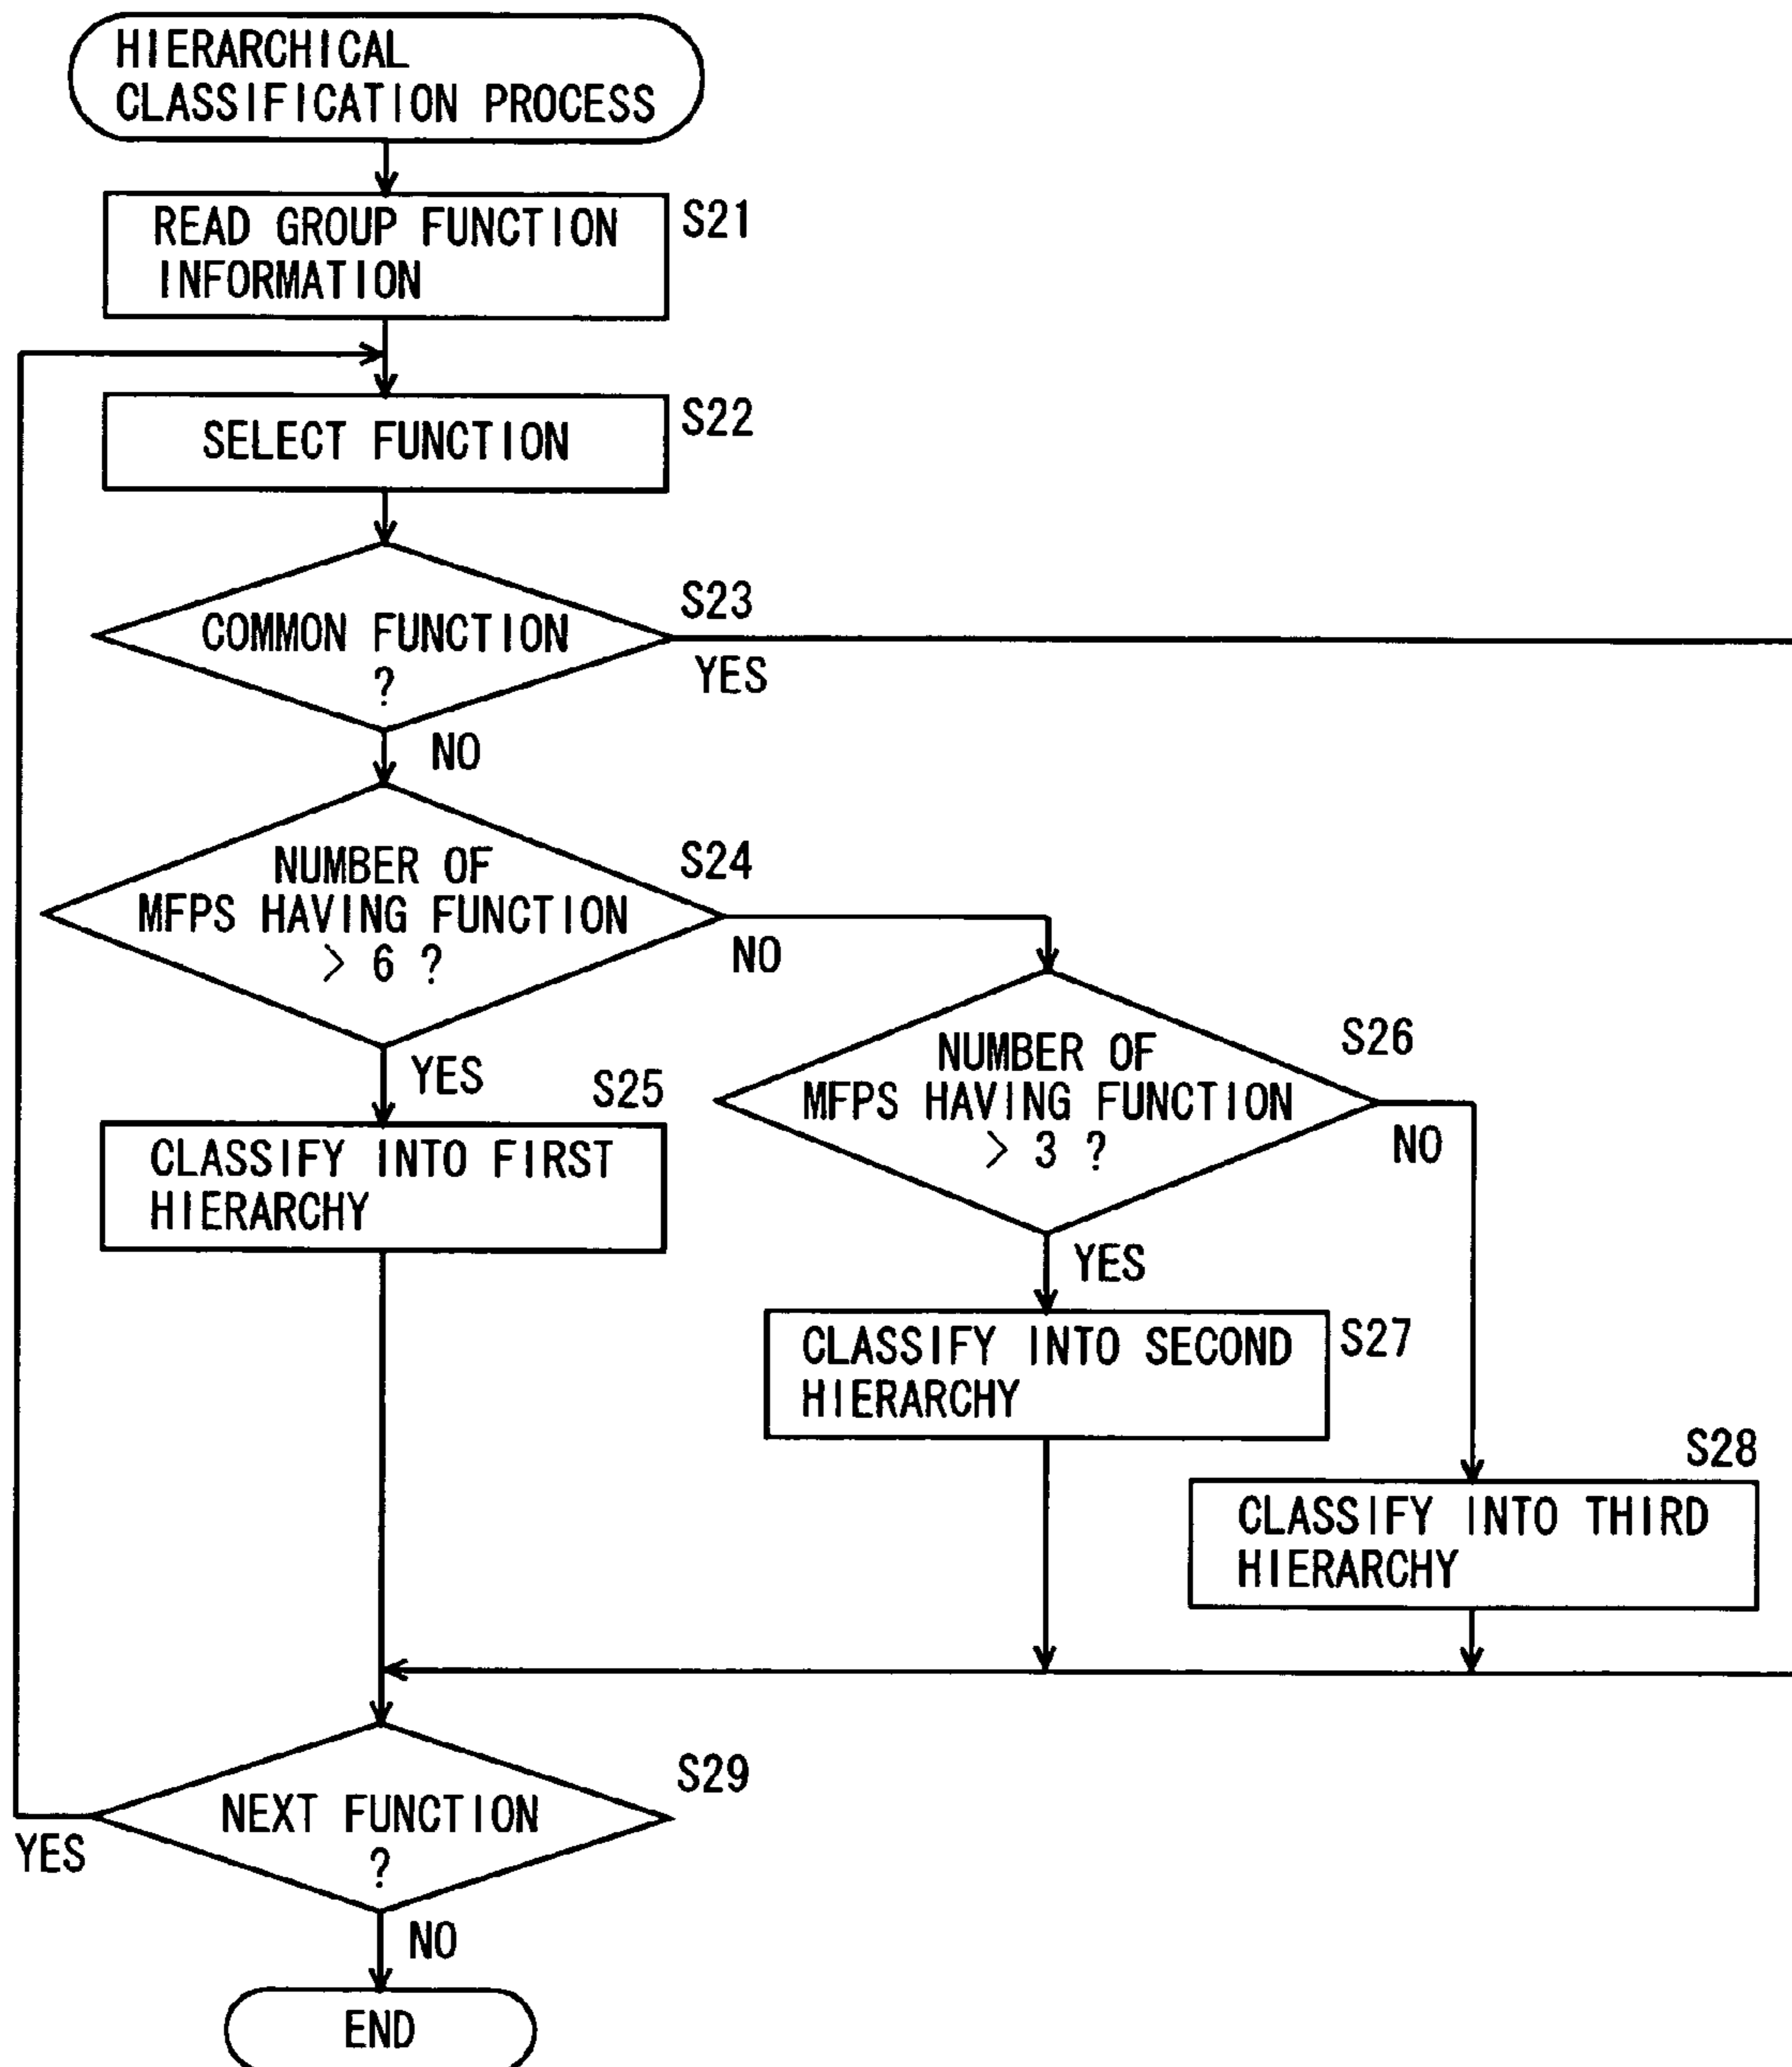 HIERARCHICAL
CLASSIFICATION PROCESS
READ GROUP FUNCTION
INFORMATION
S21
SELECT FUNCTION
S22
COMMON FUNCTION
?
S23
YES
NO
NUMBER OF
MFPS HAVING FUNCTION
> 6 ?
S24
NO
YES
NUMBER OF
MFPS HAVING FUNCTION
> 3 ?
S26
NO
YES
S25
CLASSIFY INTO FIRST
HIERARCHY
CLASSIFY INTO SECOND
HIERARCHY
S27
S28
CLASSIFY INTO THIRD
HIERARCHY
NEXT FUNCTION
?
S29
YES
NO
END